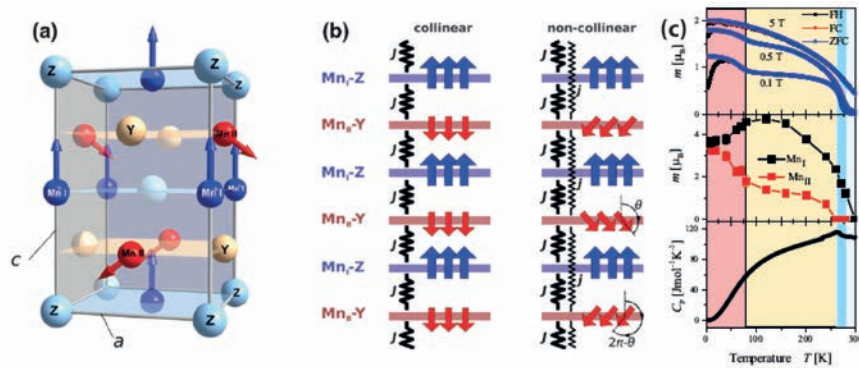 (a)
Z
Z
Z
Y
Mn II
Mn I
Mn I
Mn I
Y
Mn II
c
Z
Z
Z
a
(b)
collinear
non-collinear
J
J
Mn_I-Z
j
J
J
Mn_II-Y
J
J
Mn_I-Z
j
J
J
Mn_II-Y
θ
J
J
Mn_I-Z
j
J
J
Mn_II-Y
J
J
2π-θ
(c)
FH
FC
ZFC
5 T
0.5 T
0.1 T
m [μ_B]
2
1
0
m [μ_B]
4
2
0
Mn_I
Mn_II
C_p [Jmol⁻¹K⁻¹]
120
80
40
0
0 100 200 300
Temperature T [K]